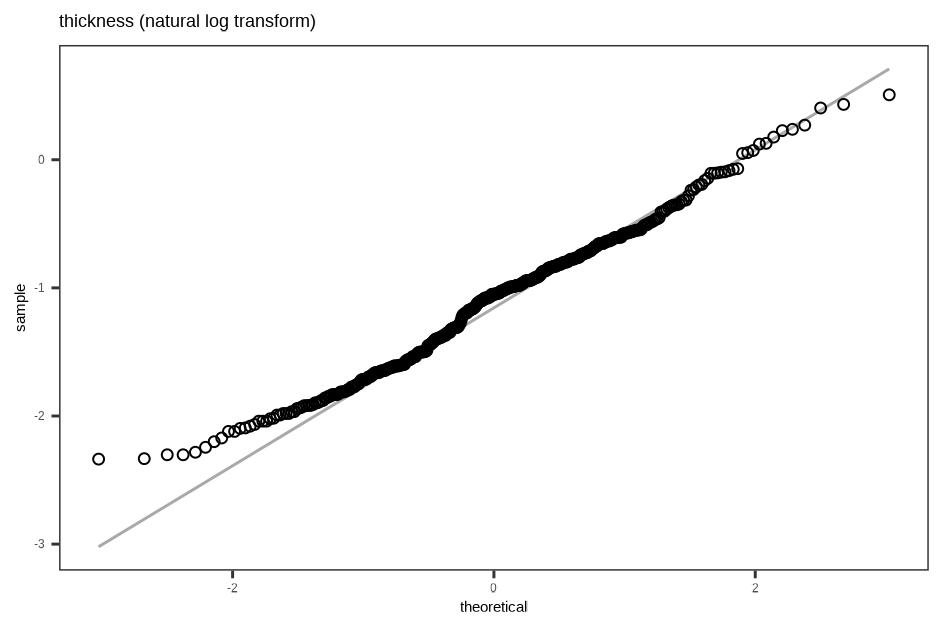 thickness (natural log transform)
0
-1
-2
-3
sample
-2
0
2
theoretical